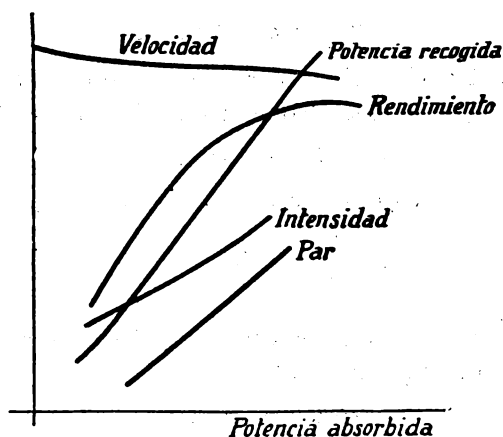 Velocidad
Potencia recogida
Rendimiento
Intensidad
Par
Potencia absorbida